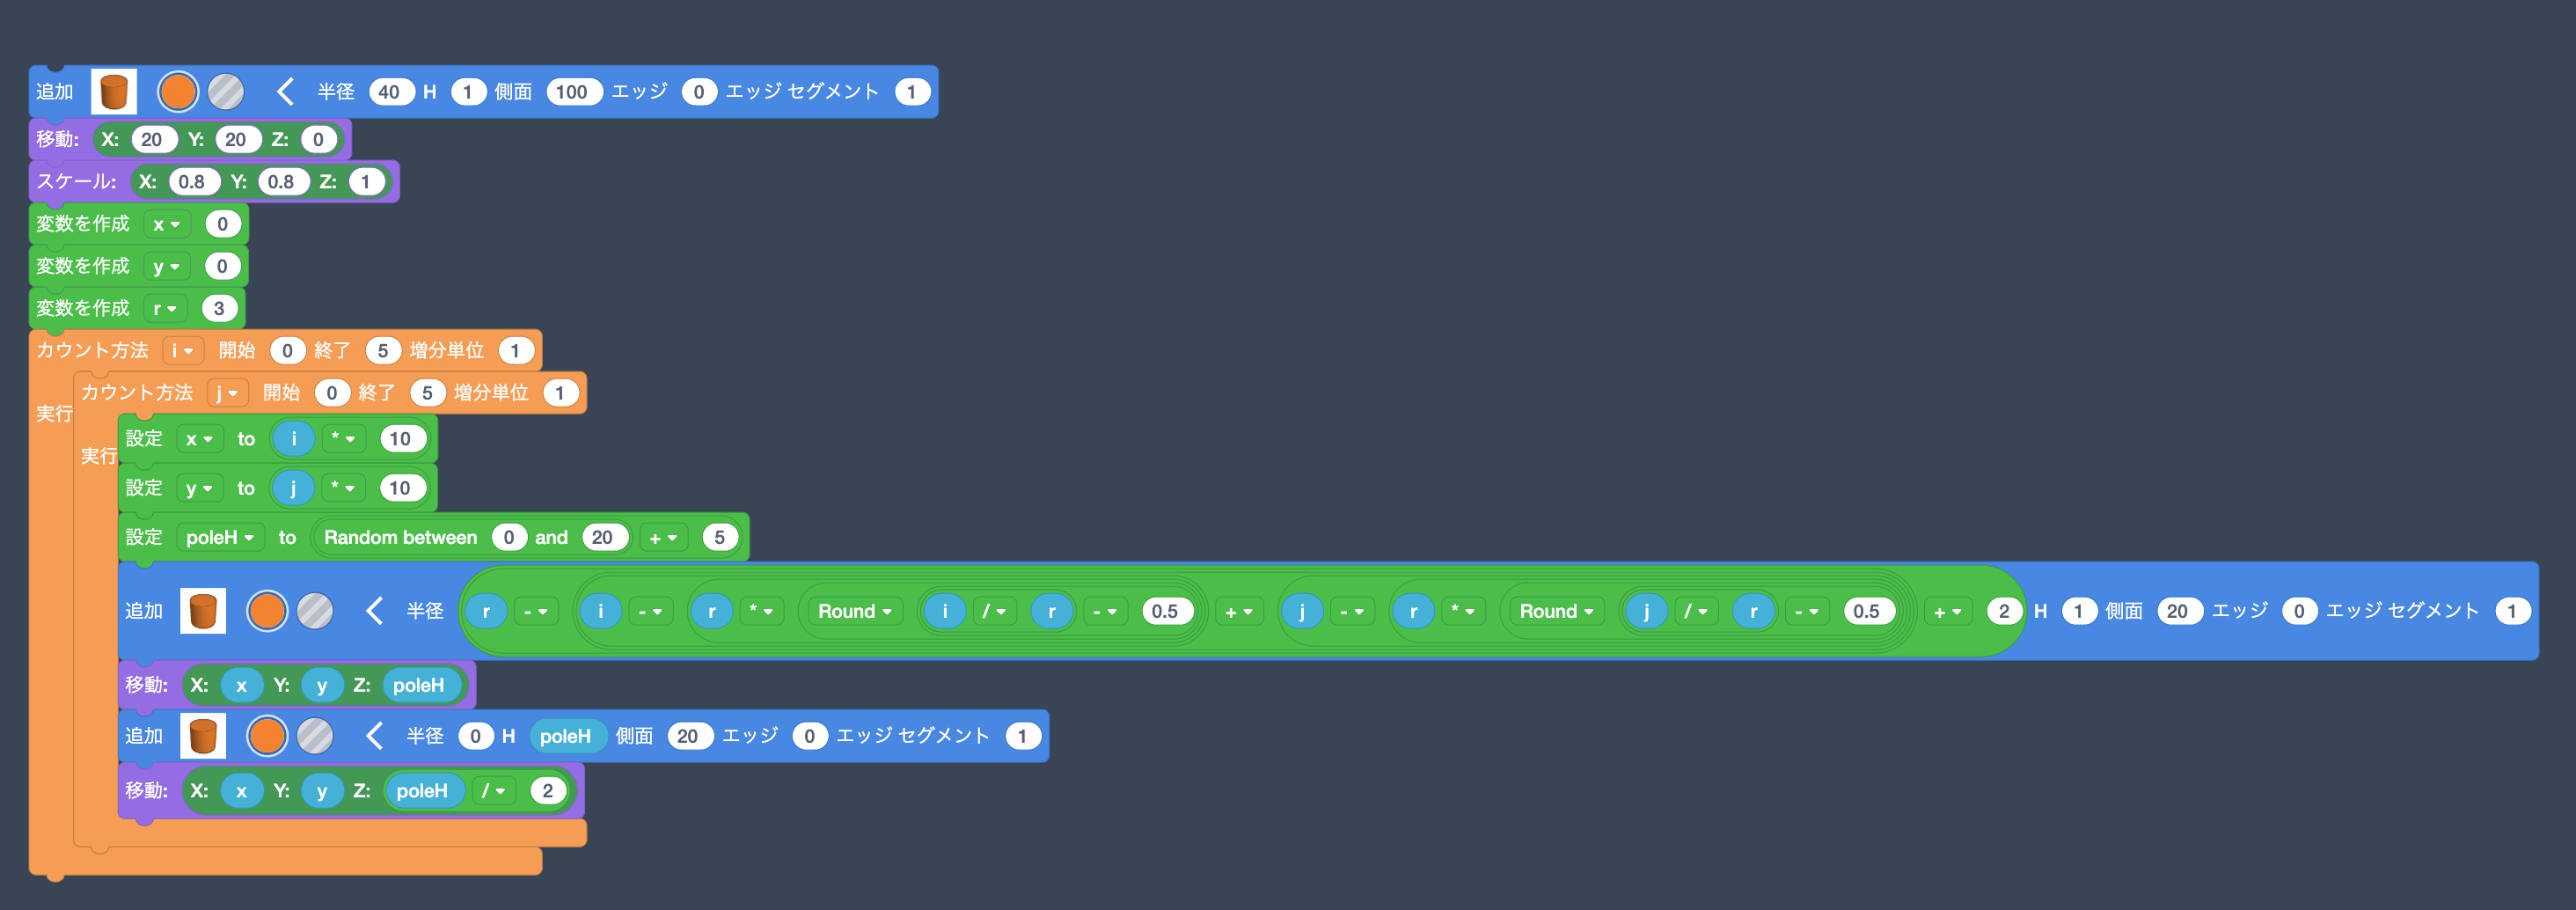 追加 半径 40 H 1 側面 100 エッジ 0 エッジ セグメント 1
移動: X: 20 Y: 20 Z: 0
スケール: X: 0.8 Y: 0.8 Z: 1
変数を作成 x 0
変数を作成 y 0
変数を作成 r 3
カウント方法 i 開始 0 終了 5 増分単位 1
カウント方法 j 開始 0 終了 5 増分単位 1
実行
設定 x to i * 10
実行
設定 y to j * 10
設定 poleH to Random between 0 and 20 + 5
追加 半径 r - i - r * Round i / r - 0.5 + j - r * Round j / r - 0.5 + 2 H 1 側面 20 エッジ 0 エッジ セグメント 1
移動: X: x Y: y Z: poleH
追加 半径 0 H poleH 側面 20 エッジ 0 エッジ セグメント 1
移動: X: x Y: y Z: poleH / 2